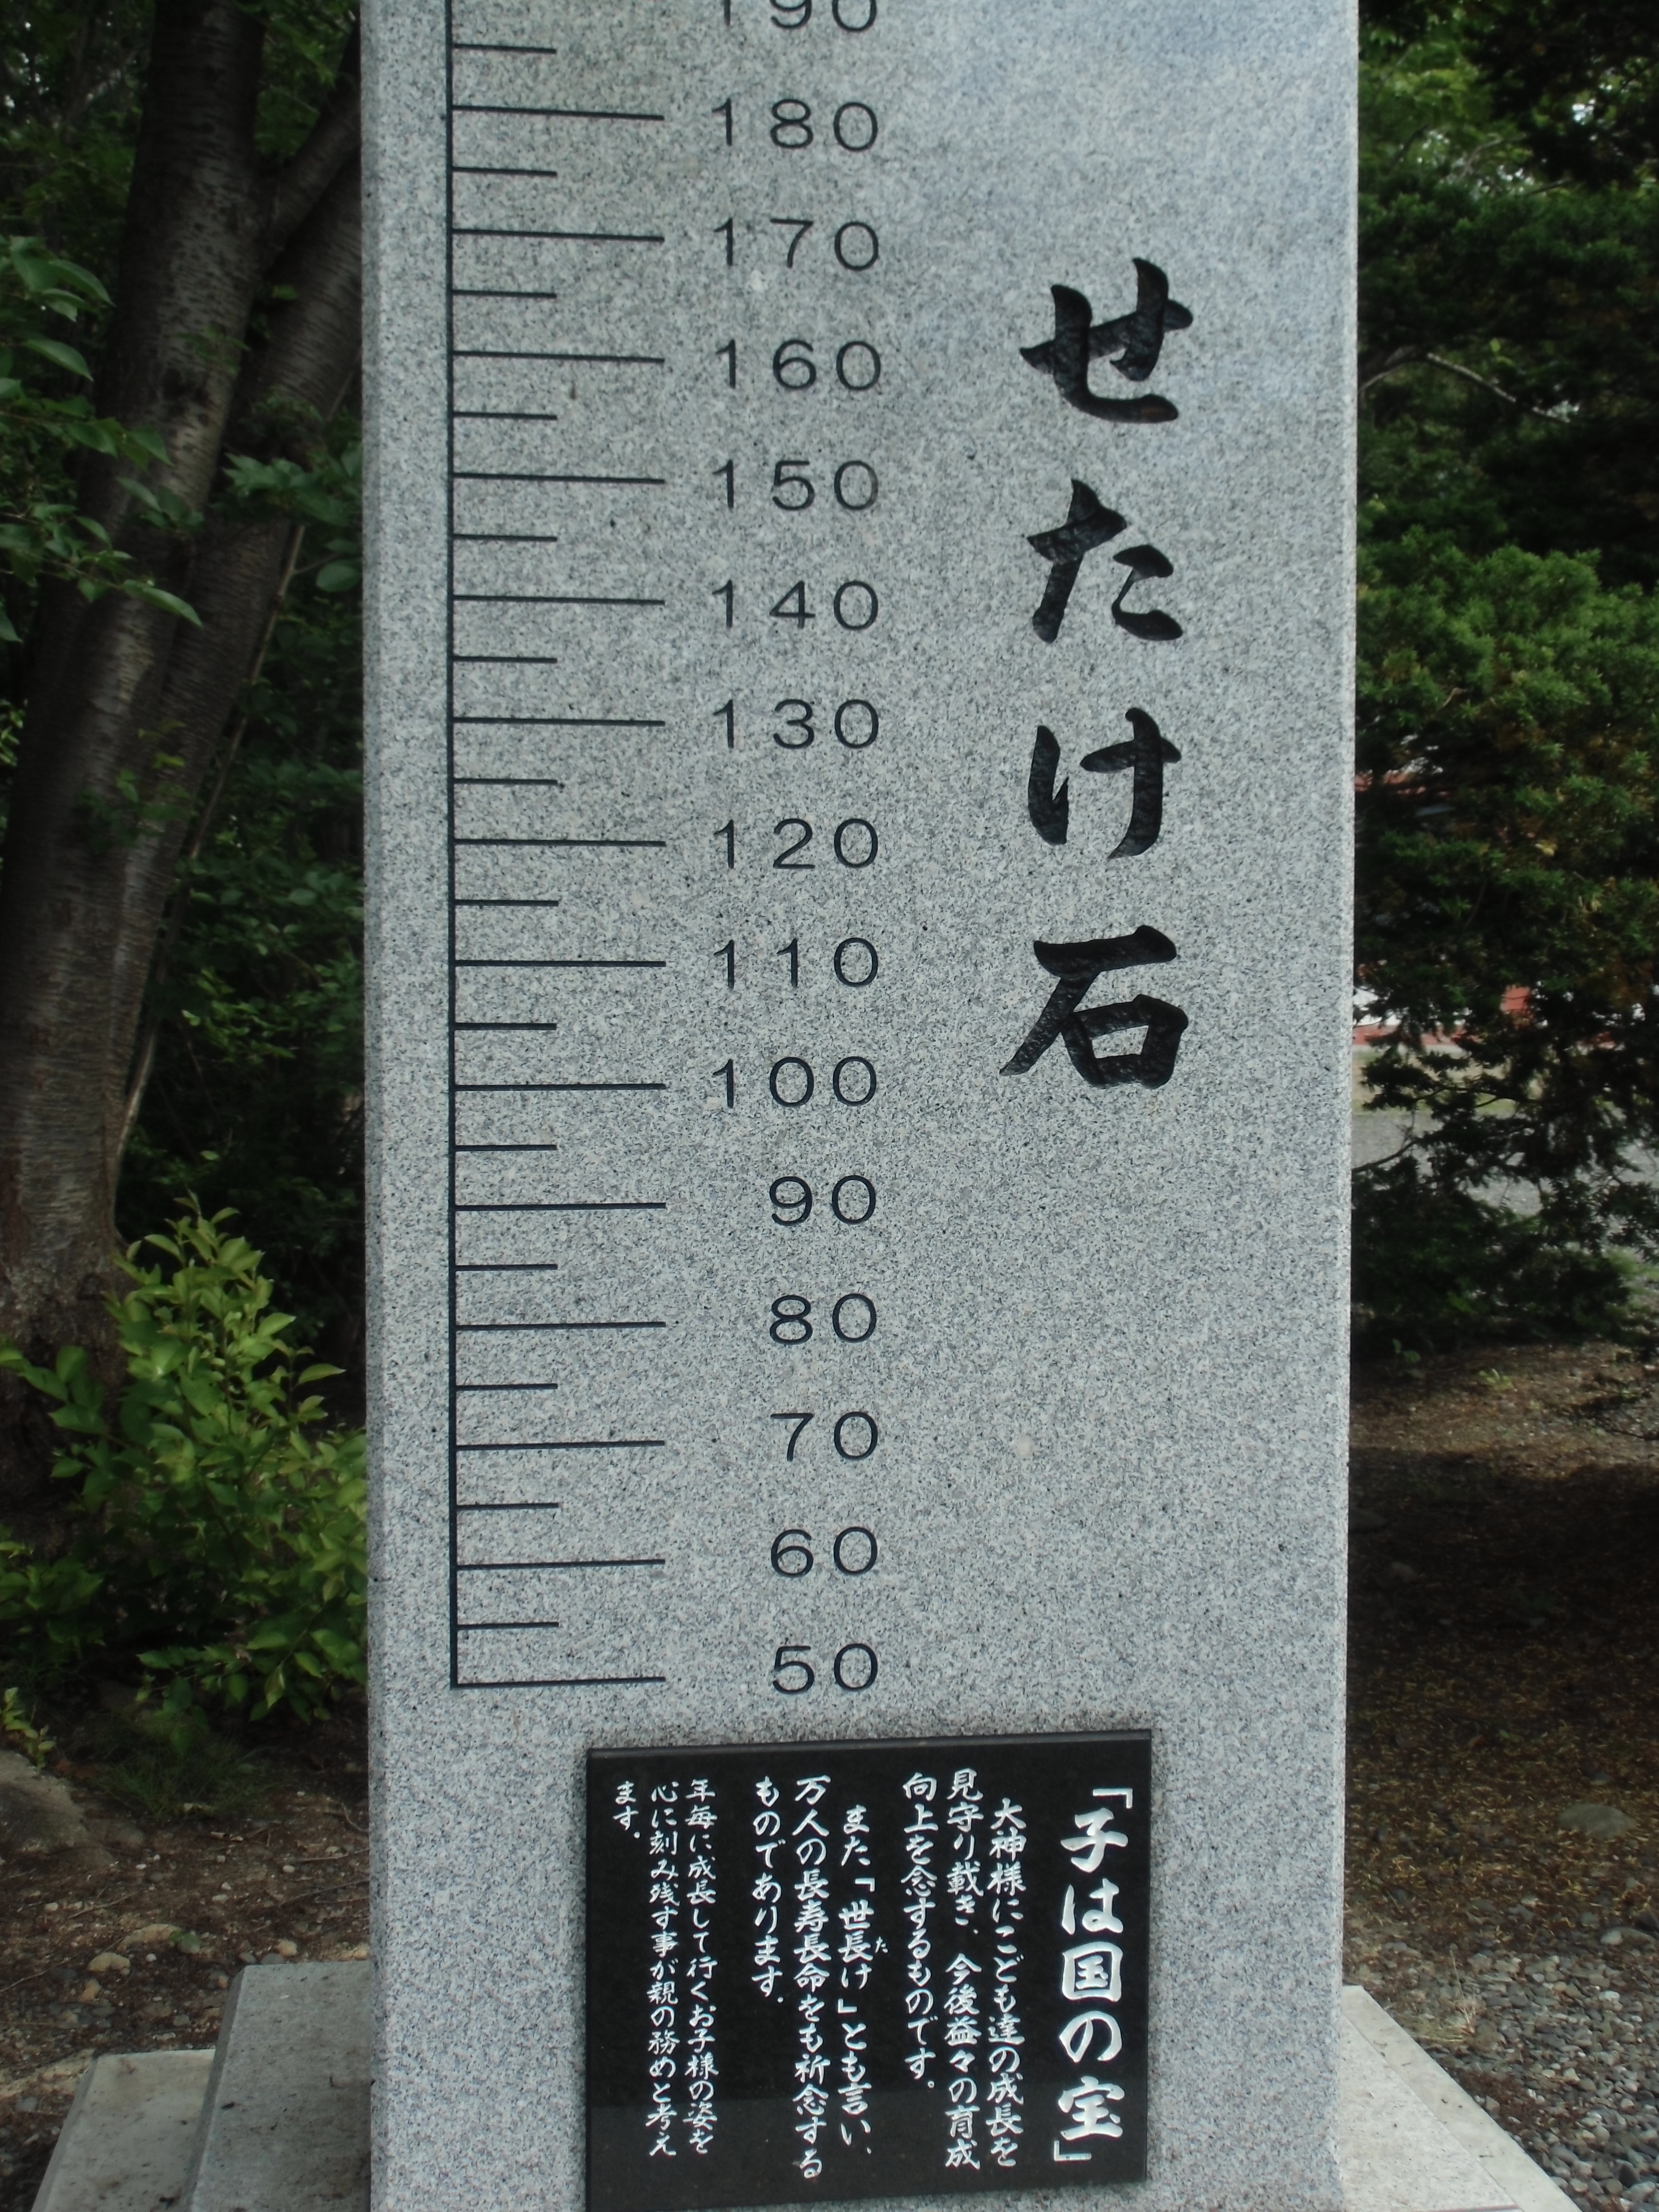 190
180
170
160
150
140
130
120
110
100
90
80
70
60
50
せたけ石
「子は国の宝」
大神様にこども達の成長を
見守り載き、今後益々の育成
向上を念するものです。
また「世長け」とも言い、
た
万人の長寿長命をも祈念する
ものであります。
年毎に成長して行くお子様の姿を
心に刻み残す事が親の務めと考え
ます。